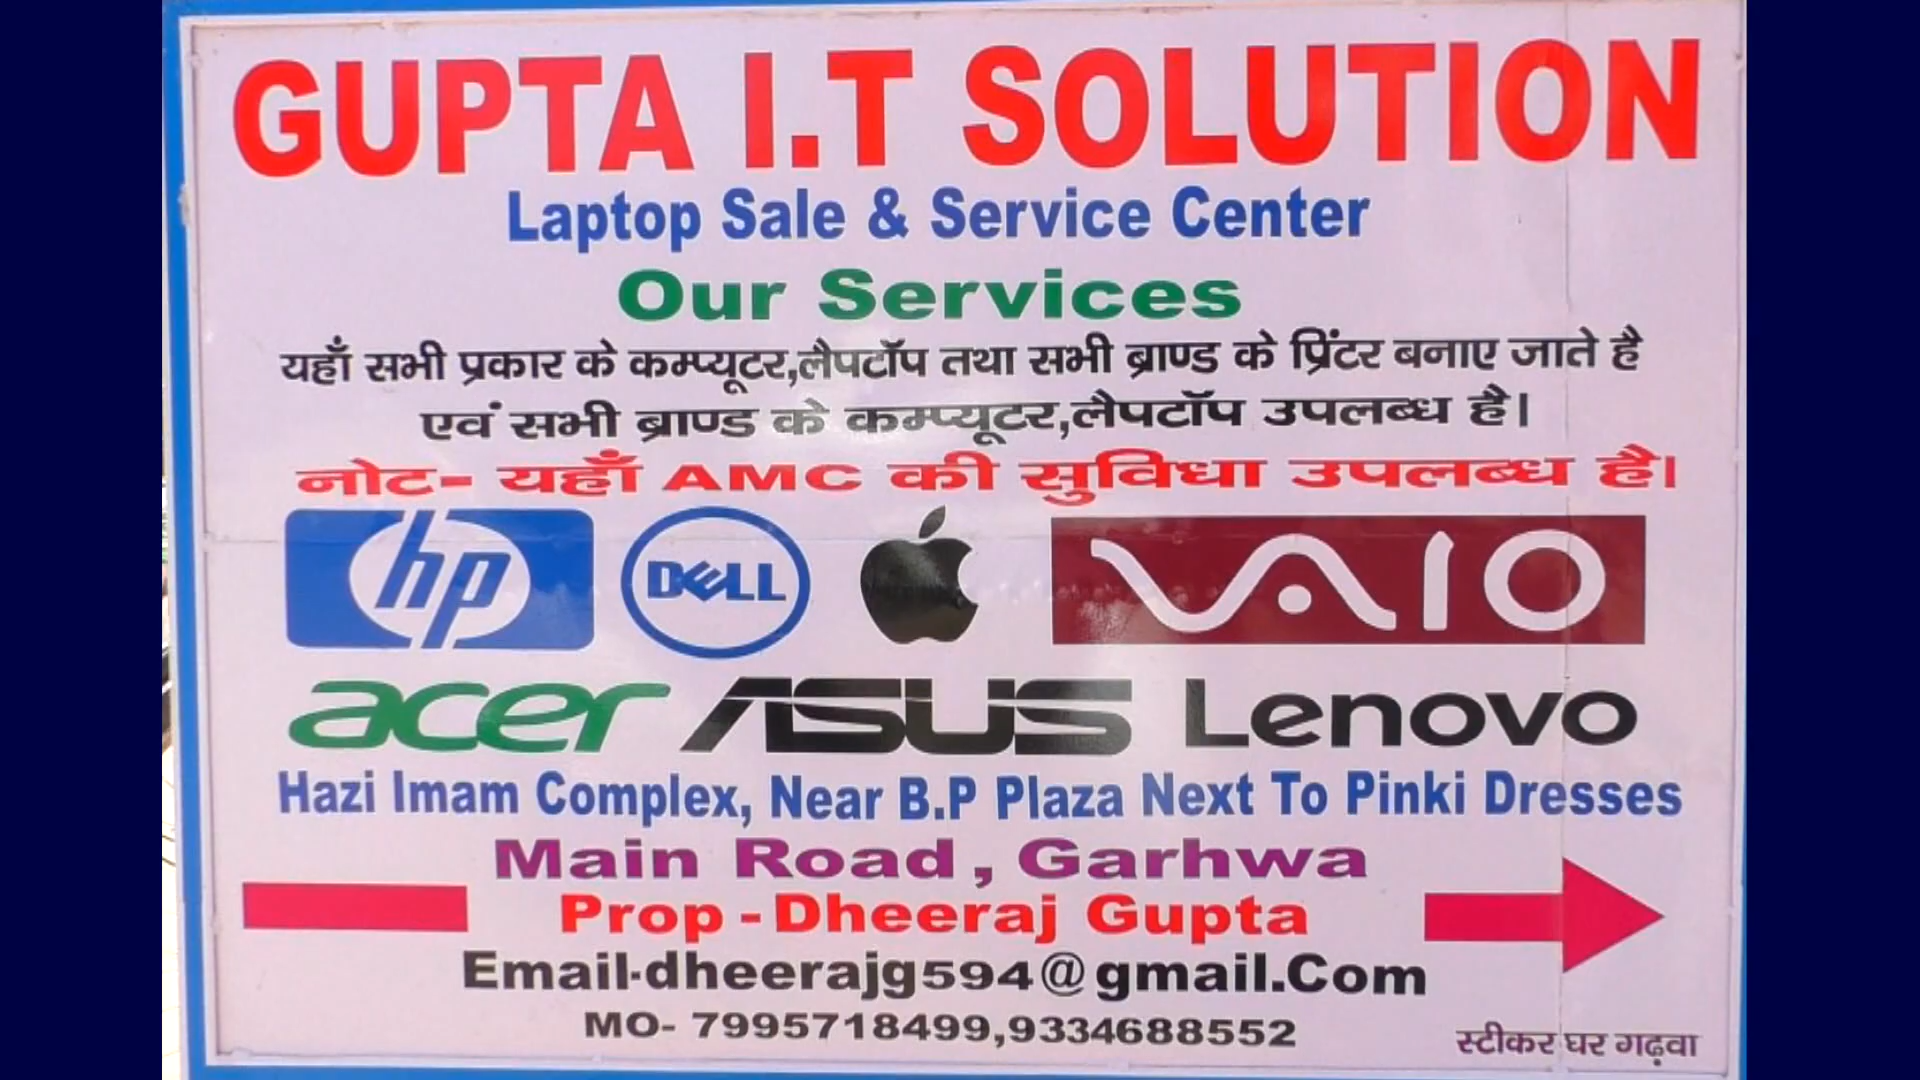 GUPTA I.T SOLUTION
Laptop Sale & Service Center
Our Services
यहाँ सभी प्रकार के कम्प्यूटर,लैपटॉप तथा सभी ब्राण्ड के प्रिंटर बनाए जाते है
एवं सभी ब्राण्ड के कम्प्यूटर,लैपटॉप उपलब्ध है।
नोट- यहाँ AMC की सुविधा उपलब्ध है।
hp DELL VAIO
acer ASUS Lenovo
Hazi Imam Complex, Near B.P Plaza Next To Pinki Dresses
Main Road , Garhwa
Prop - Dheeraj Gupta
Email-dheerajg594@gmail.Com
MO- 7995718499,9334688552
स्टीकर घर गढ़वा